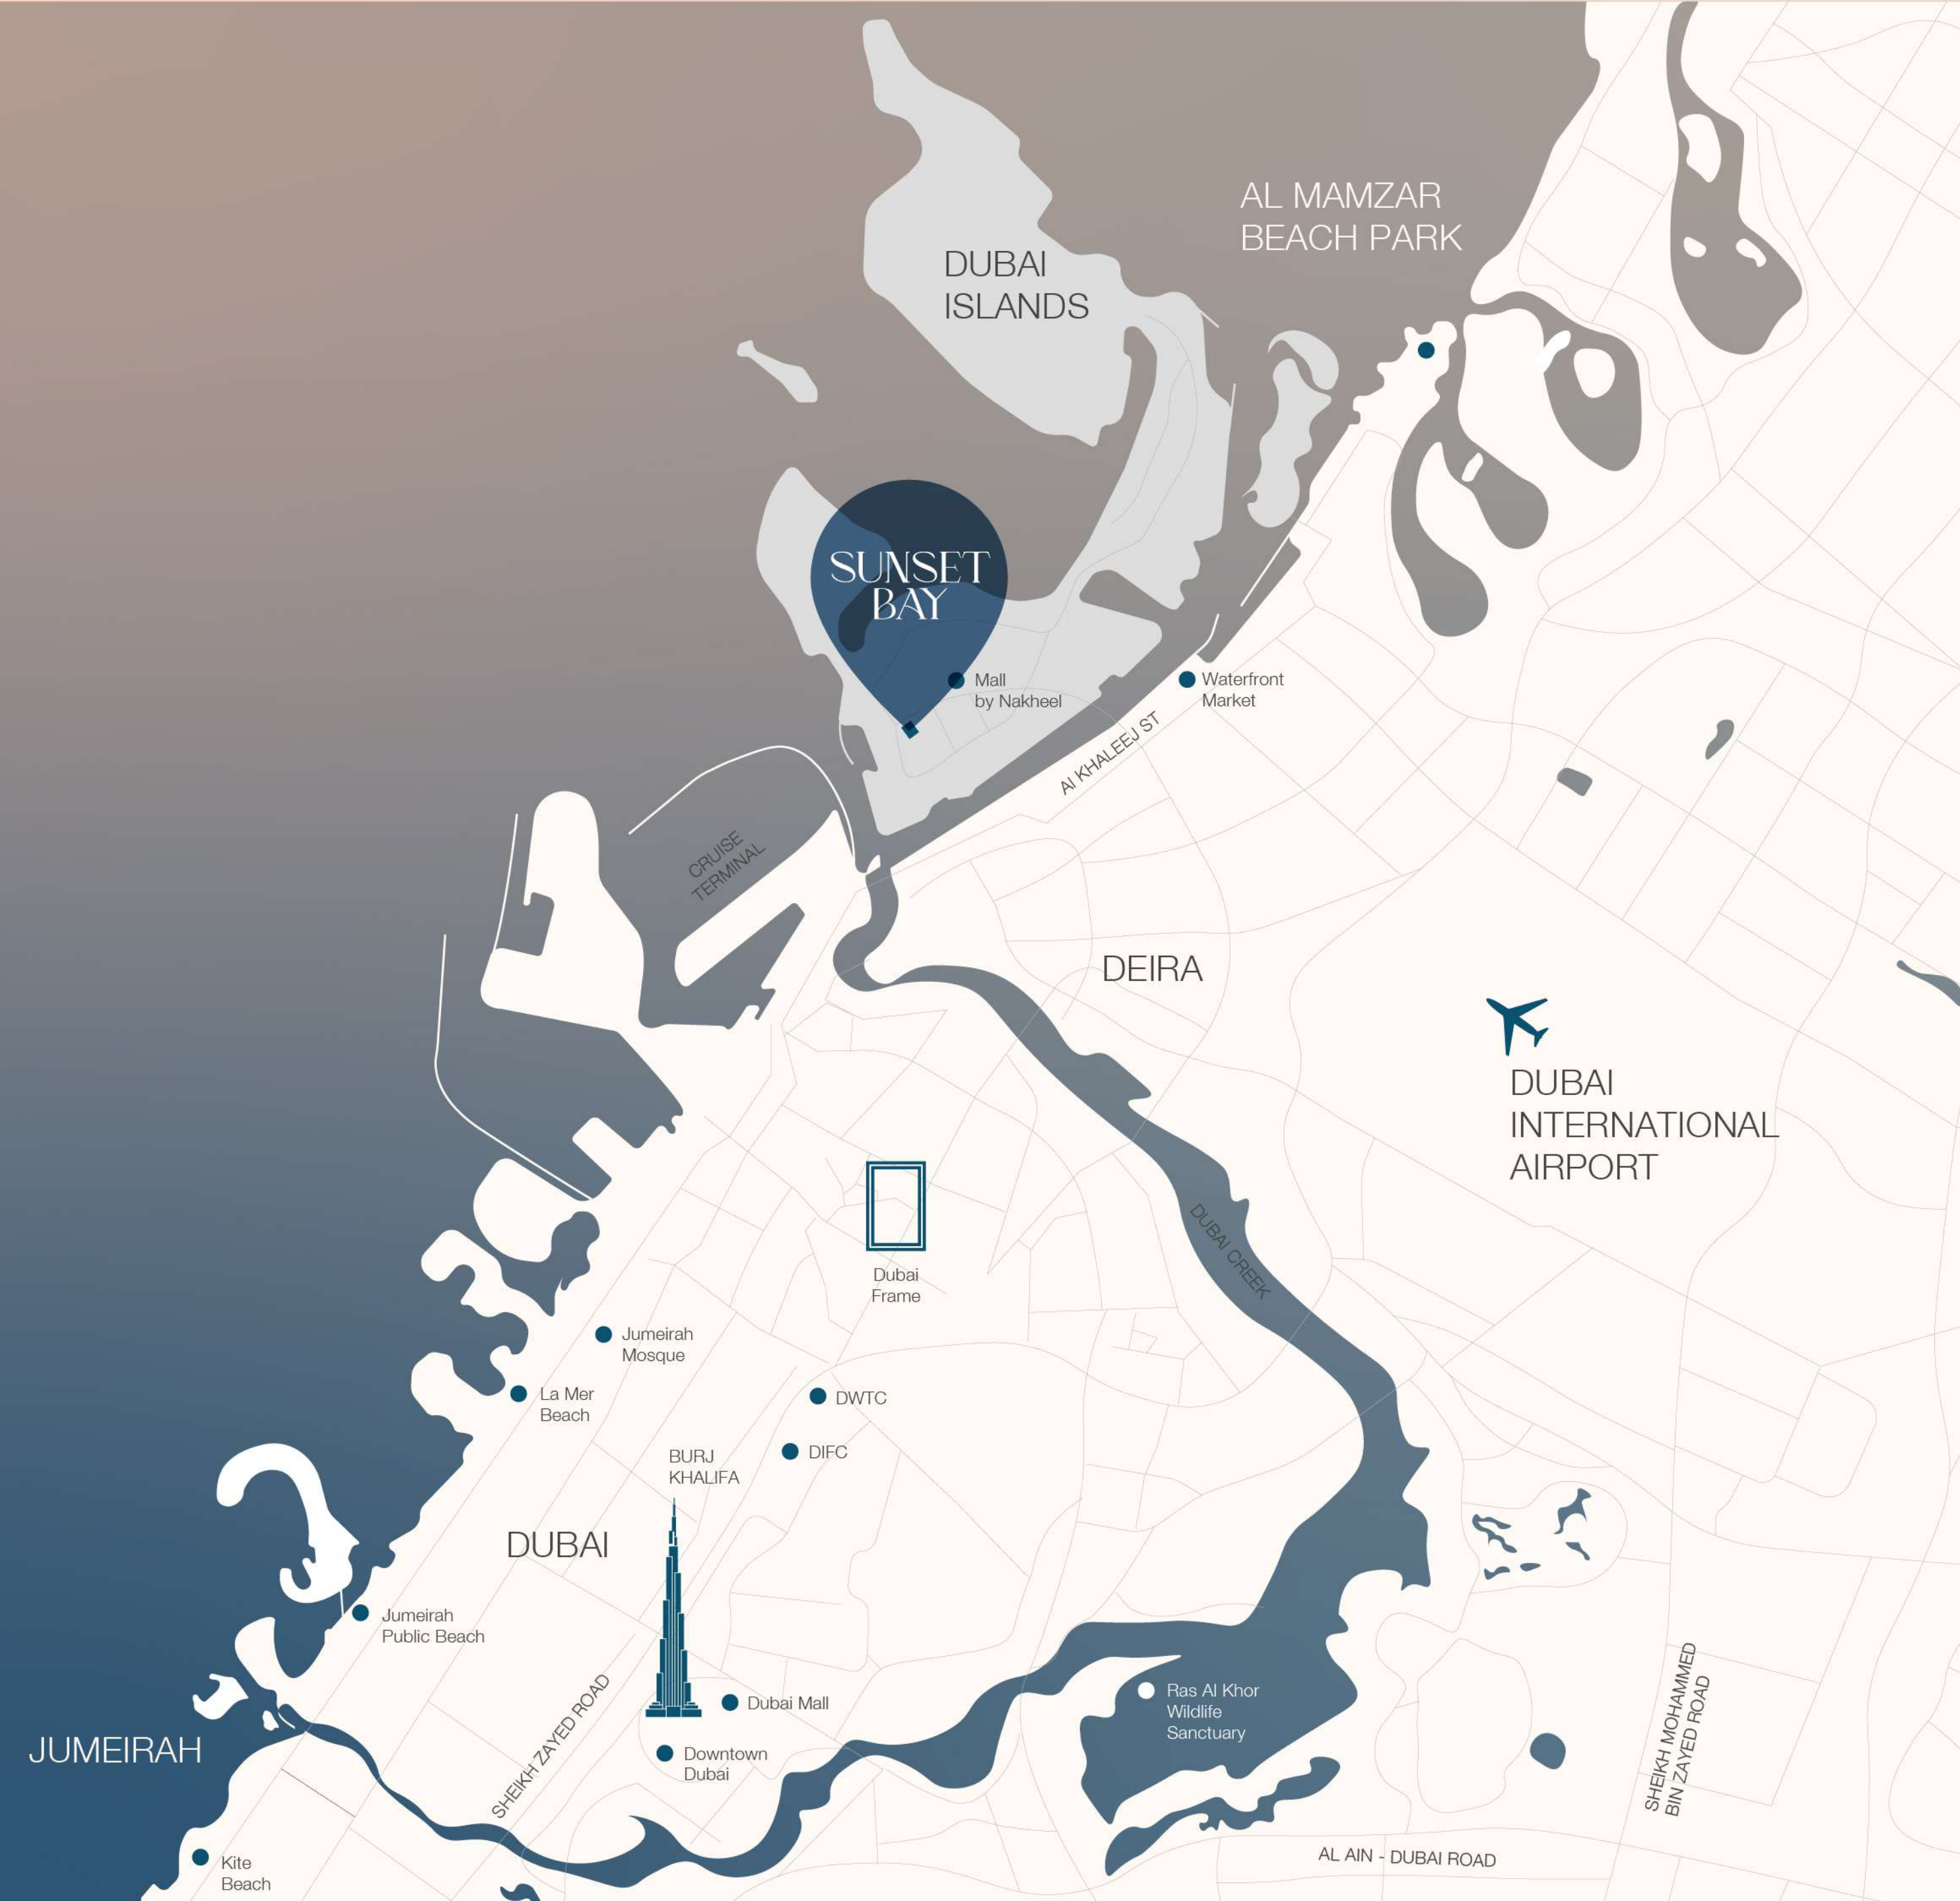 AL MAMZAR
BEACH PARK
DUBAI
ISLANDS
SUNSET
BAY
Mall
by Nakheel
Waterfront
Market
Al KHALEEJ ST
CRUISE
TERMINAL
DEIRA
DUBAI
INTERNATIONAL
AIRPORT
DUBAI CREEK
Dubai
Frame
Jumeirah
Mosque
La Mer
Beach
DWTC
DIFC
BURJ
KHALIFA
DUBAI
Jumeirah
Public Beach
SHEIKH ZAYED ROAD
Dubai Mall
Downtown
Dubai
Ras Al Khor
Wildlife
Sanctuary
SHEIKH MOHAMMED
BIN ZAYED ROAD
JUMEIRAH
Kite
Beach
AL AIN - DUBAI ROAD